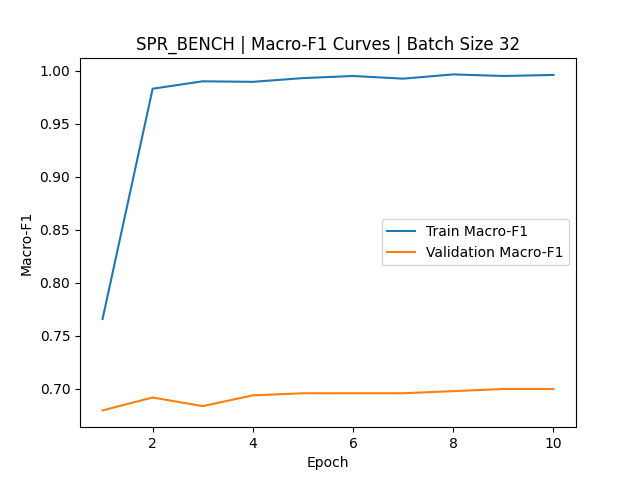 SPR_BENCH | Macro-F1 Curves | Batch Size 32
1.00
0.95
0.90
0.85
0.80
0.75
0.70
Macro-F1
Train Macro-F1
Validation Macro-F1
2
4
6
8
10
Epoch